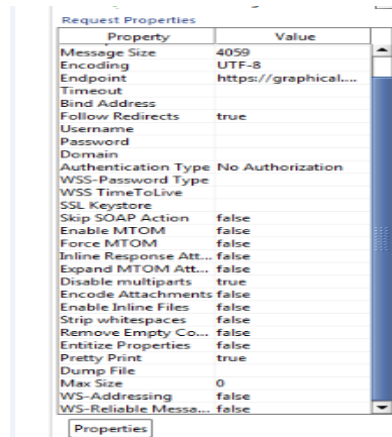 Request Properties
Property Value
Message Size 4059
Encoding UTF-8
Endpoint https://graphical....
Timeout
Bind Address
Follow Redirects true
Username
Password
Domain
Authentication Type No Authorization
WSS-Password Type
WSS TimeToLive
SSL Keystore
Skip SOAP Action false
Enable MTOM false
Force MTOM false
Inline Response Att... false
Expand MTOM Att... false
Disable multiparts true
Encode Attachments false
Enable Inline Files false
Strip whitespaces false
Remove Empty Co... false
Entitize Properties false
Pretty Print true
Dump File
Max Size 0
WS-Addressing false
WS-Reliable Messa... false
Properties